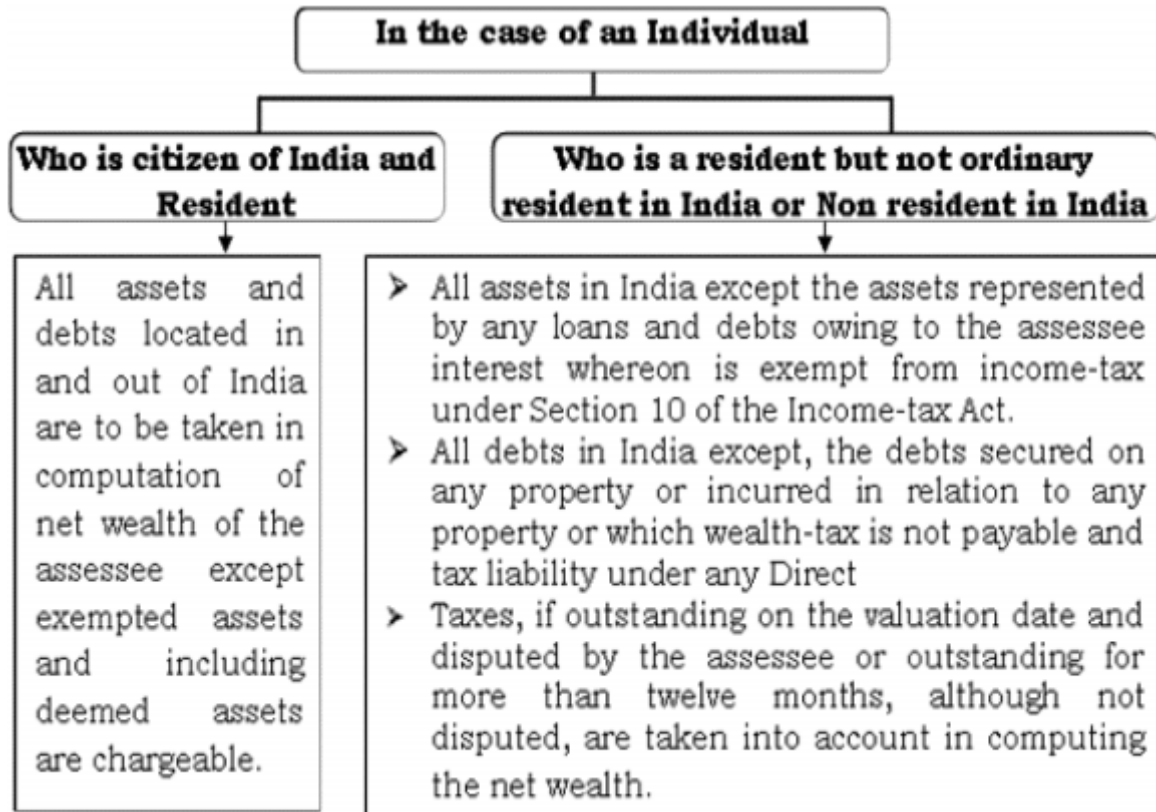 In the case of an Individual
Who is citizen of India and
Resident
Who is a resident but not ordinary
resident in India or Non resident in India
All assets and
debts located in
and out of India
are to be taken in
computation of
net wealth of the
assessee except
exempted assets
and including
deemed assets
are chargeable.
➤ All assets in India except the assets represented
by any loans and debts owing to the assessee
interest whereon is exempt from income-tax
under Section 10 of the Income-tax Act.
➤ All debts in India except, the debts secured on
any property or incurred in relation to any
property or which wealth-tax is not payable and
tax liability under any Direct
➤ Taxes, if outstanding on the valuation date and
disputed by the assessee or outstanding for
more than twelve months, although not
disputed, are taken into account in computing
the net wealth.